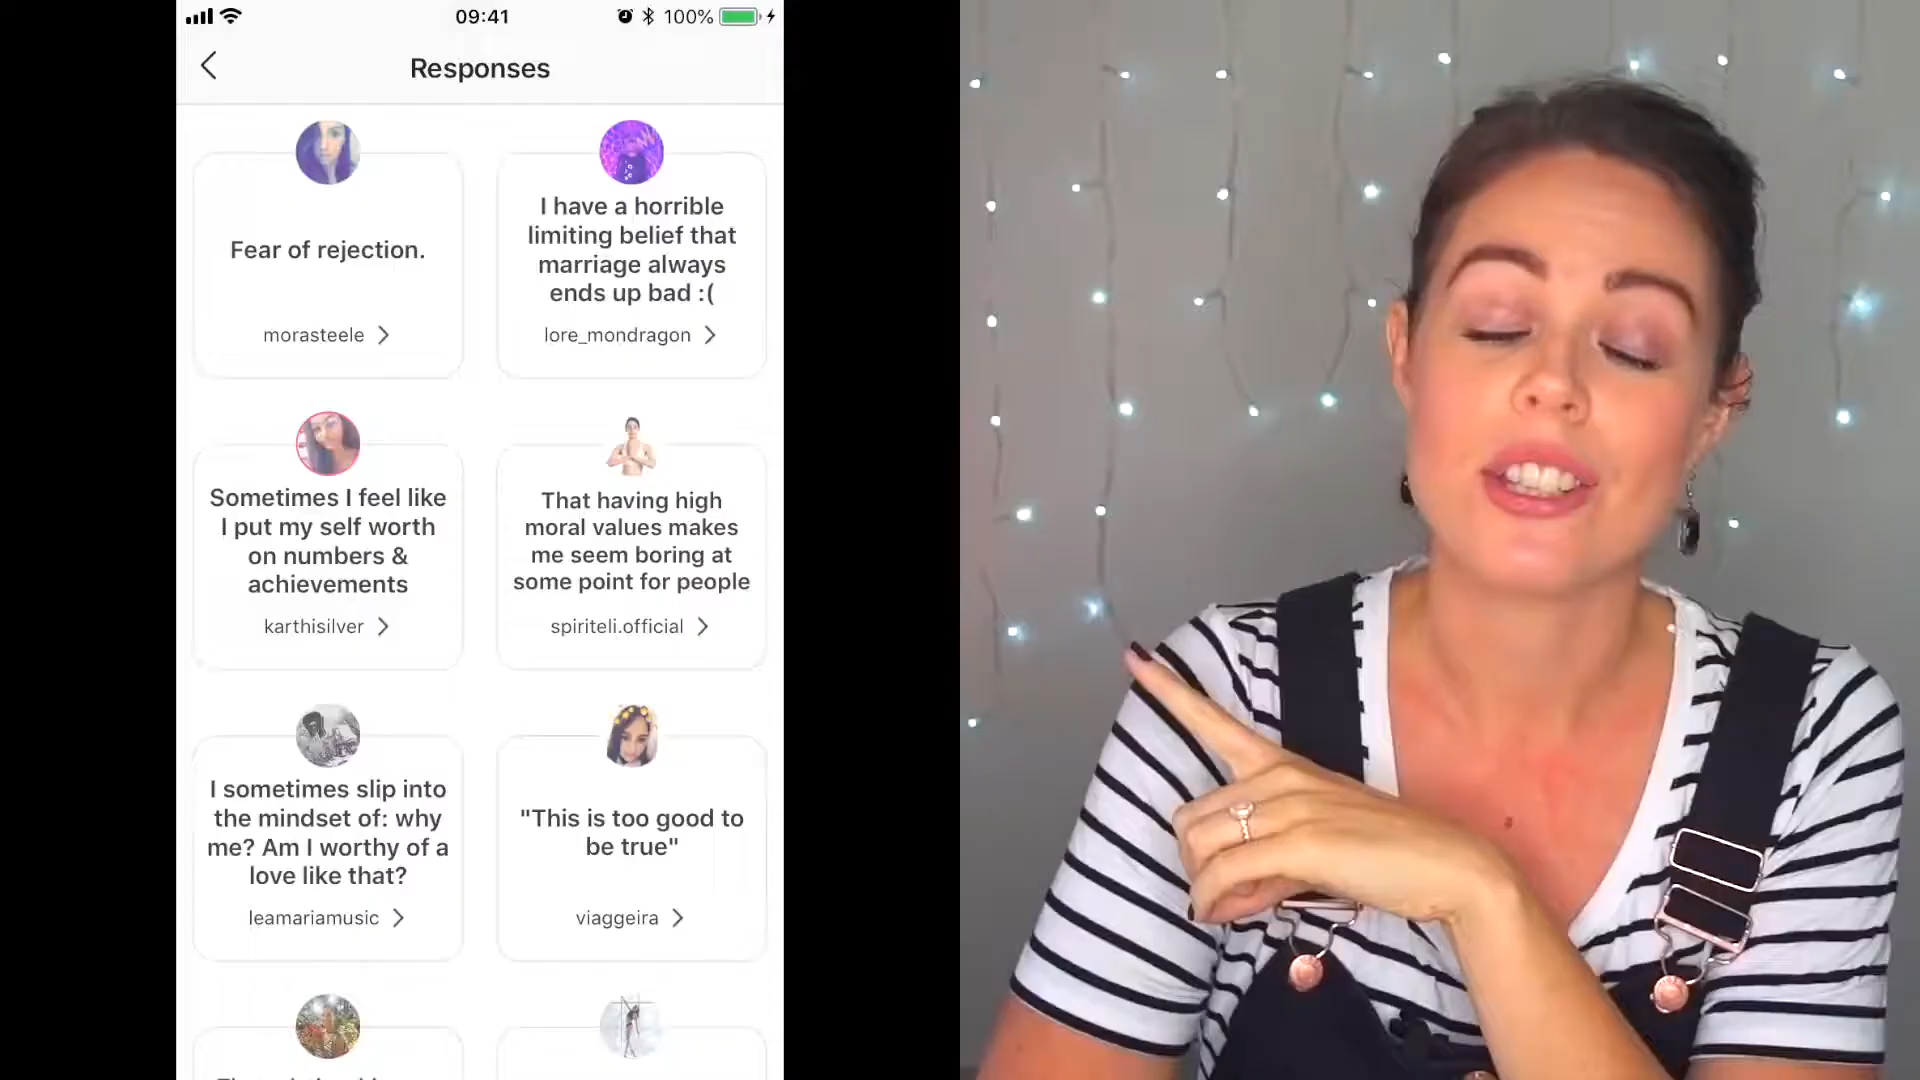 09:41
100%
Responses
Fear of rejection.
morasteele
I have a horrible
limiting belief that
marriage always
ends up bad :(
lore_mondragon
Sometimes I feel like
I put my self worth
on numbers &
achievements
karthisilver
That having high
moral values makes
me seem boring at
some point for people
spiriteli.official
I sometimes slip into
the mindset of: why
me? Am I worthy of a
love like that?
leamariamusic
"This is too good to
be true"
viaggeira